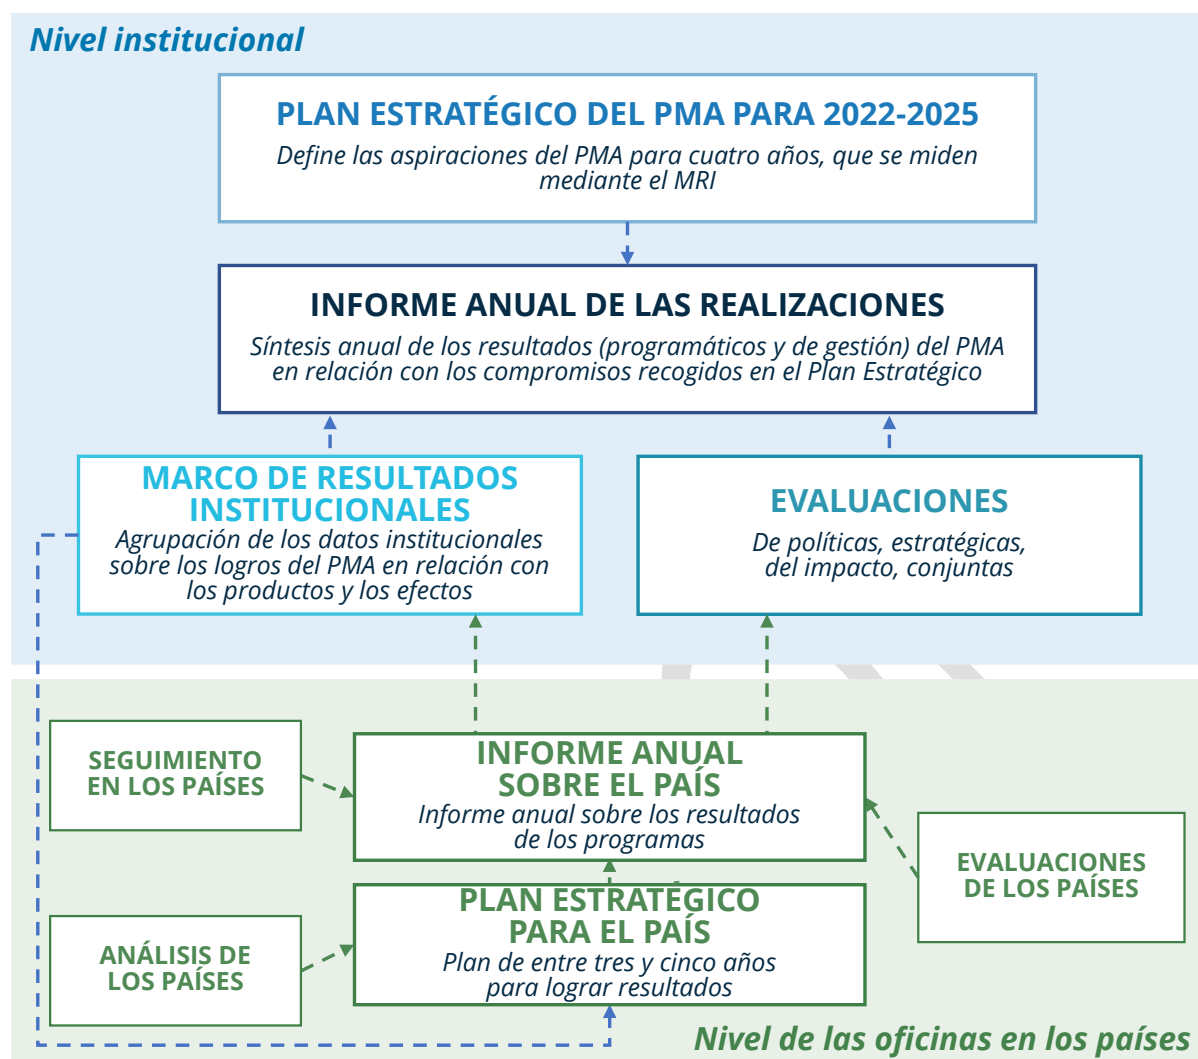 Nivel institucional
PLAN ESTRATÉGICO DEL PMA PARA 2022-2025
Define las aspiraciones del PMA para cuatro años, que se miden
mediante el MRI
INFORME ANUAL DE LAS REALIZACIONES
Síntesis anual de los resultados (programáticos y de gestión) del PMA
en relación con los compromisos recogidos en el Plan Estratégico
MARCO DE RESULTADOS
INSTITUCIONALES
Agrupación de los datos institucionales
sobre los logros del PMA en relación con
los productos y los efectos
EVALUACIONES
De políticas, estratégicas,
del impacto, conjuntas
SEGUIMIENTO
EN LOS PAÍSES
INFORME ANUAL
SOBRE EL PAÍS
Informe anual sobre los resultados
de los programas
EVALUACIONES
DE LOS PAÍSES
ANÁLISIS DE
LOS PAÍSES
PLAN ESTRATÉGICO
PARA EL PAÍS
Plan de entre tres y cinco años
para lograr resultados
Nivel de las oficinas en los países